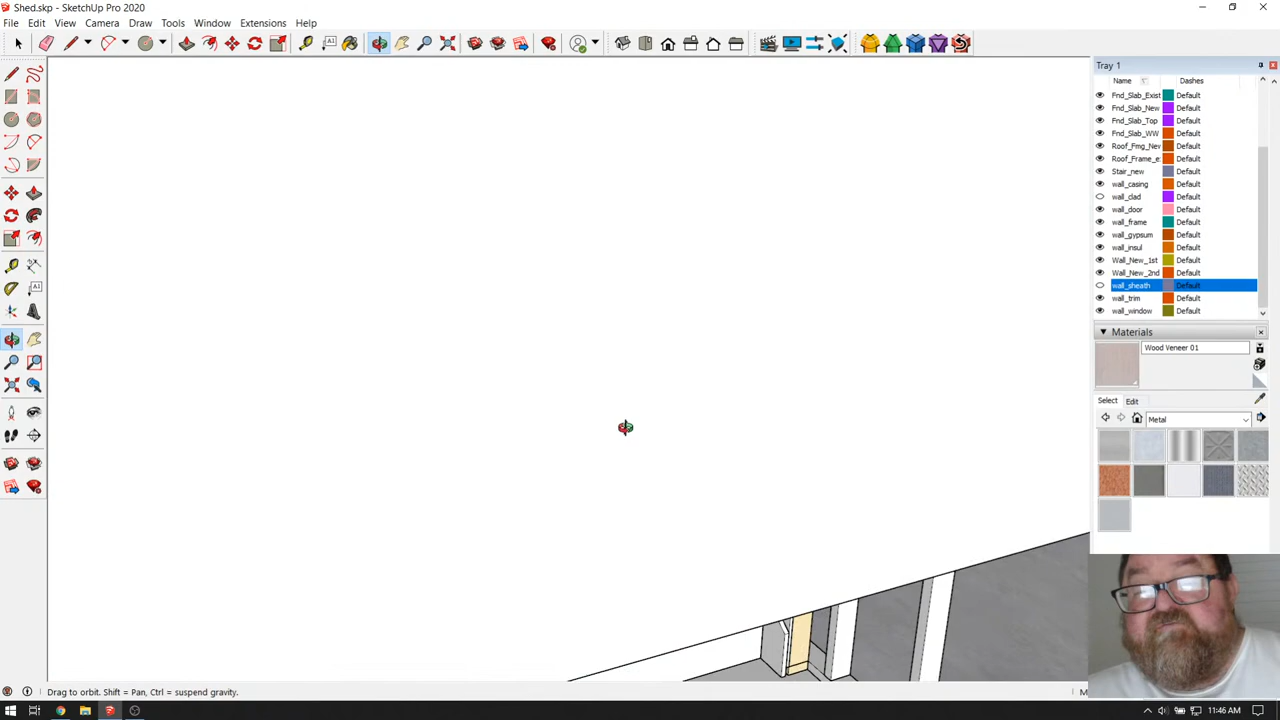 Shed.skp - SketchUp Pro 2020
File Edit View Camera Draw Tools Window Extensions Help
Tray 1
Name Dashes
Fnd_Slab_Exist Default
Fnd_Slab_New Default
Fnd_Slab_Top Default
Fnd_Slab_WW Default
Roof_Fmg_New Default
Roof_Frame_e Default
Stair_new Default
wall_casing Default
wall_clad Default
wall_door Default
wall_frame Default
wall_gypsum Default
wall_insul Default
Wall_New_1st Default
Wall_New_2nd Default
wall_sheath Default
wall_trim Default
wall_window Default
Materials
Wood Veneer 01
Select Edit
Metal
Drag to orbit. Shift = Pan, Ctrl = suspend gravity.
M
11:46 AM